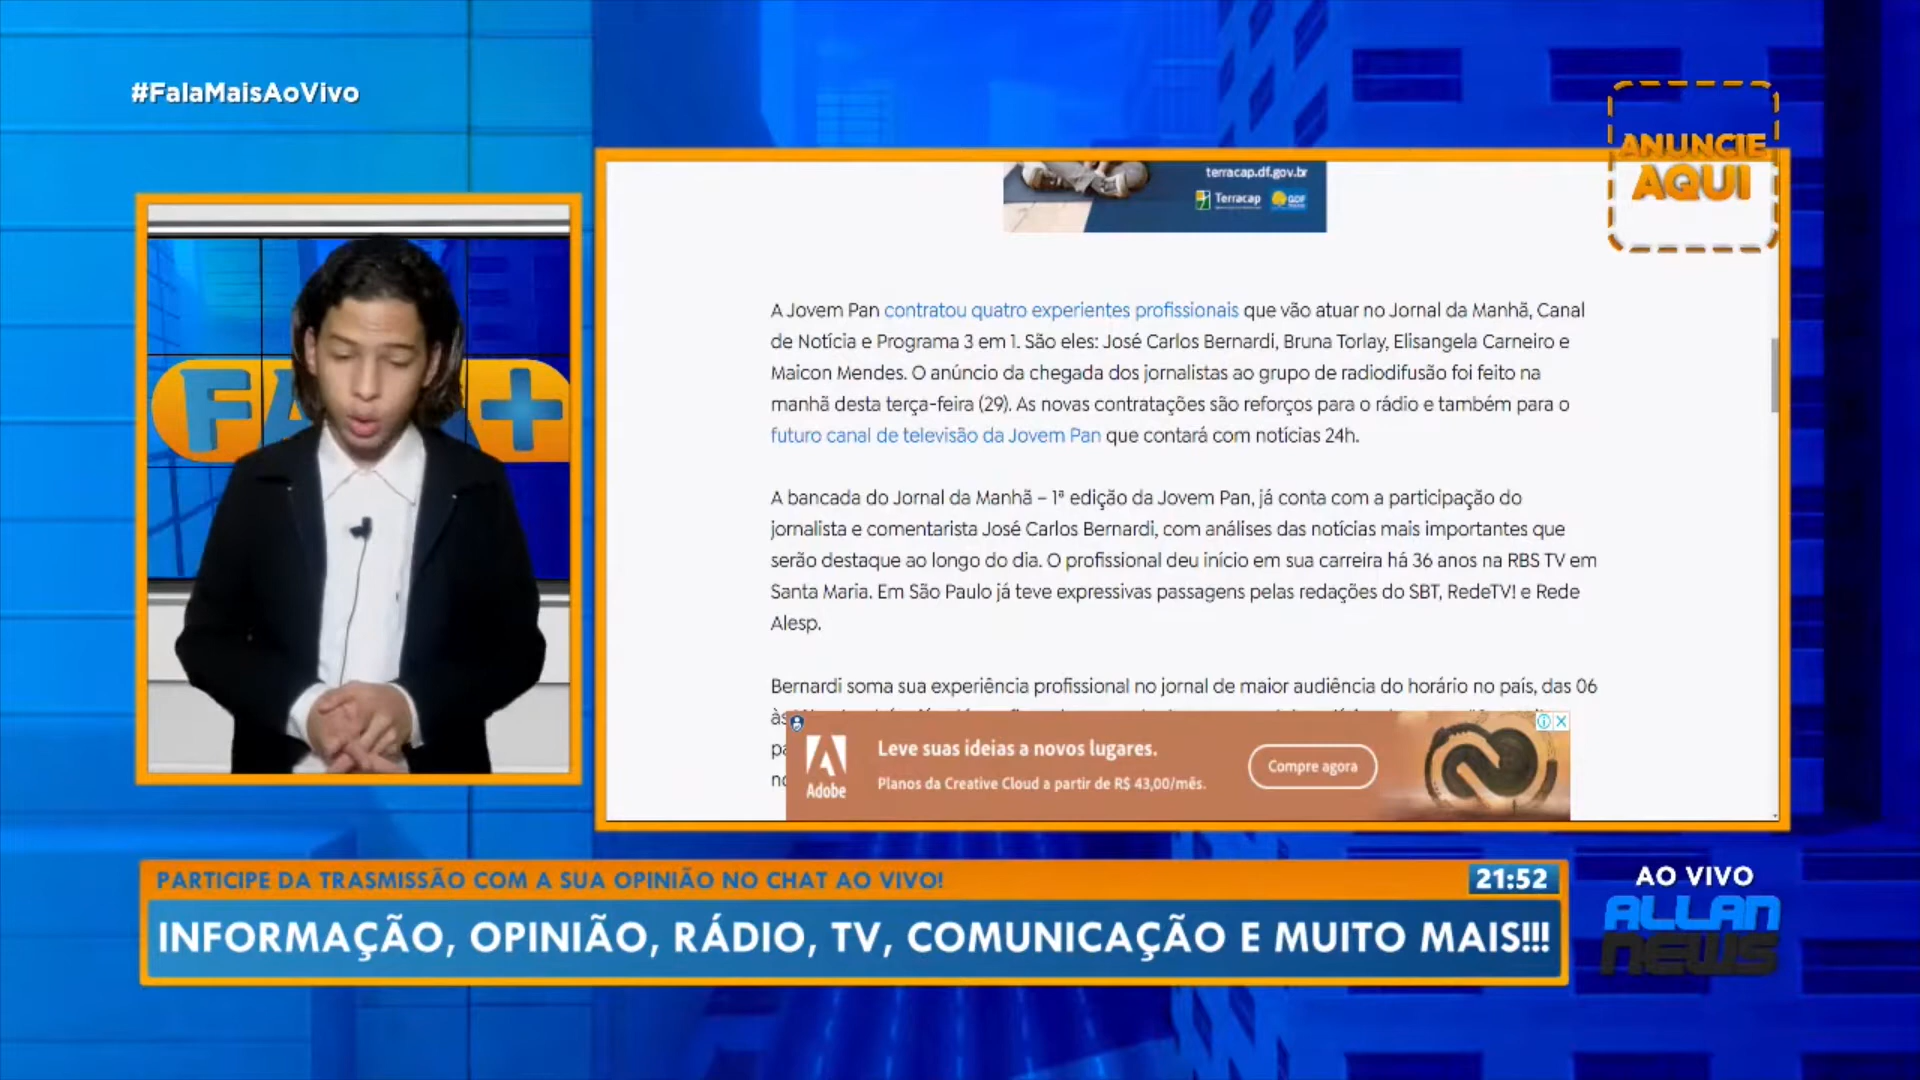 #FalaMaisAoVivo
ANUNCIE
AQUI
terracap.df.gov.br
Terracap
GDF
FA
+
A Jovem Pan contratou quatro experientes profissionais que vão atuar no Jornal da Manhã, Canal
de Notícia e Programa 3 em 1. São eles: José Carlos Bernardi, Bruna Torlay, Elisangela Carneiro e
Maicon Mendes. O anúncio da chegada dos jornalistas ao grupo de radiodifusão foi feito na
manhã desta terça-feira (29). As novas contratações são reforços para o rádio e também para o
futuro canal de televisão da Jovem Pan que contará com notícias 24h.
A bancada do Jornal da Manhã – 1ª edição da Jovem Pan, já conta com a participação do
jornalista e comentarista José Carlos Bernardi, com análises das notícias mais importantes que
serão destaque ao longo do dia. O profissional deu início em sua carreira há 36 anos na RBS TV em
Santa Maria. Em São Paulo já teve expressivas passagens pelas redações do SBT, RedeTV! e Rede
Alesp.
Bernardi soma sua experiência profissional no jornal de maior audiência do horário no país, das 06
às
Adobe
Leve suas ideias a novos lugares.
Planos da Creative Cloud a partir de R$ 43,00/mês.
Compre agora
PARTICIPE DA TRASMISSÃO COM A SUA OPINIÃO NO CHAT AO VIVO!
21:52
INFORMAÇÃO, OPINIÃO, RÁDIO, TV, COMUNICAÇÃO E MUITO MAIS!!!
AO VIVO
ALLAN
NEWS